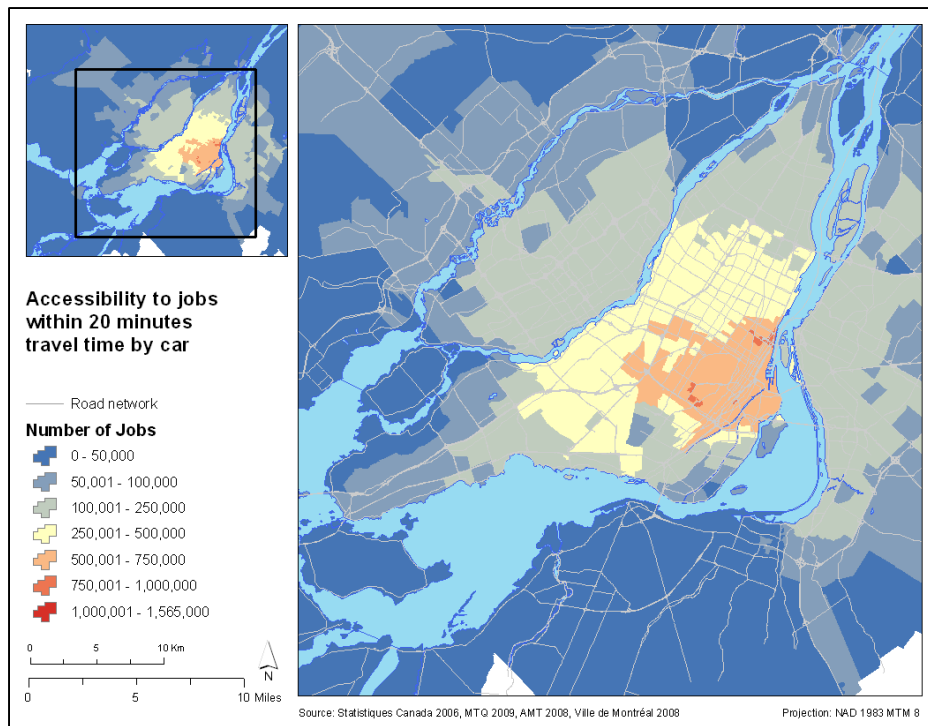 Accessibility to jobs
within 20 minutes
travel time by car
Road network
Number of Jobs
0 - 50,000
50,001 - 100,000
100,001 - 250,000
250,001 - 500,000
500,001 - 750,000
750,001 - 1,000,000
1,000,001 - 1,565,000
0 5 10 Km
N
0 5 10 Miles
Source: Statistiques Canada 2006, MTQ 2009, AMT 2008, Ville de Montréal 2008
Projection: NAD 1983 MTM 8